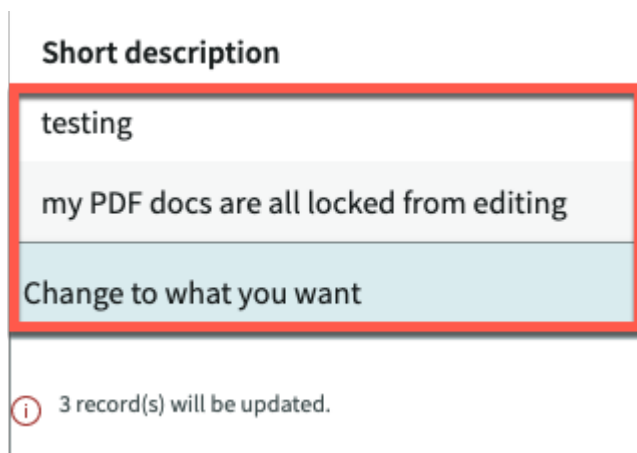 Short description
testing
my PDF docs are all locked from editing
Change to what you want
3 record(s) will be updated.